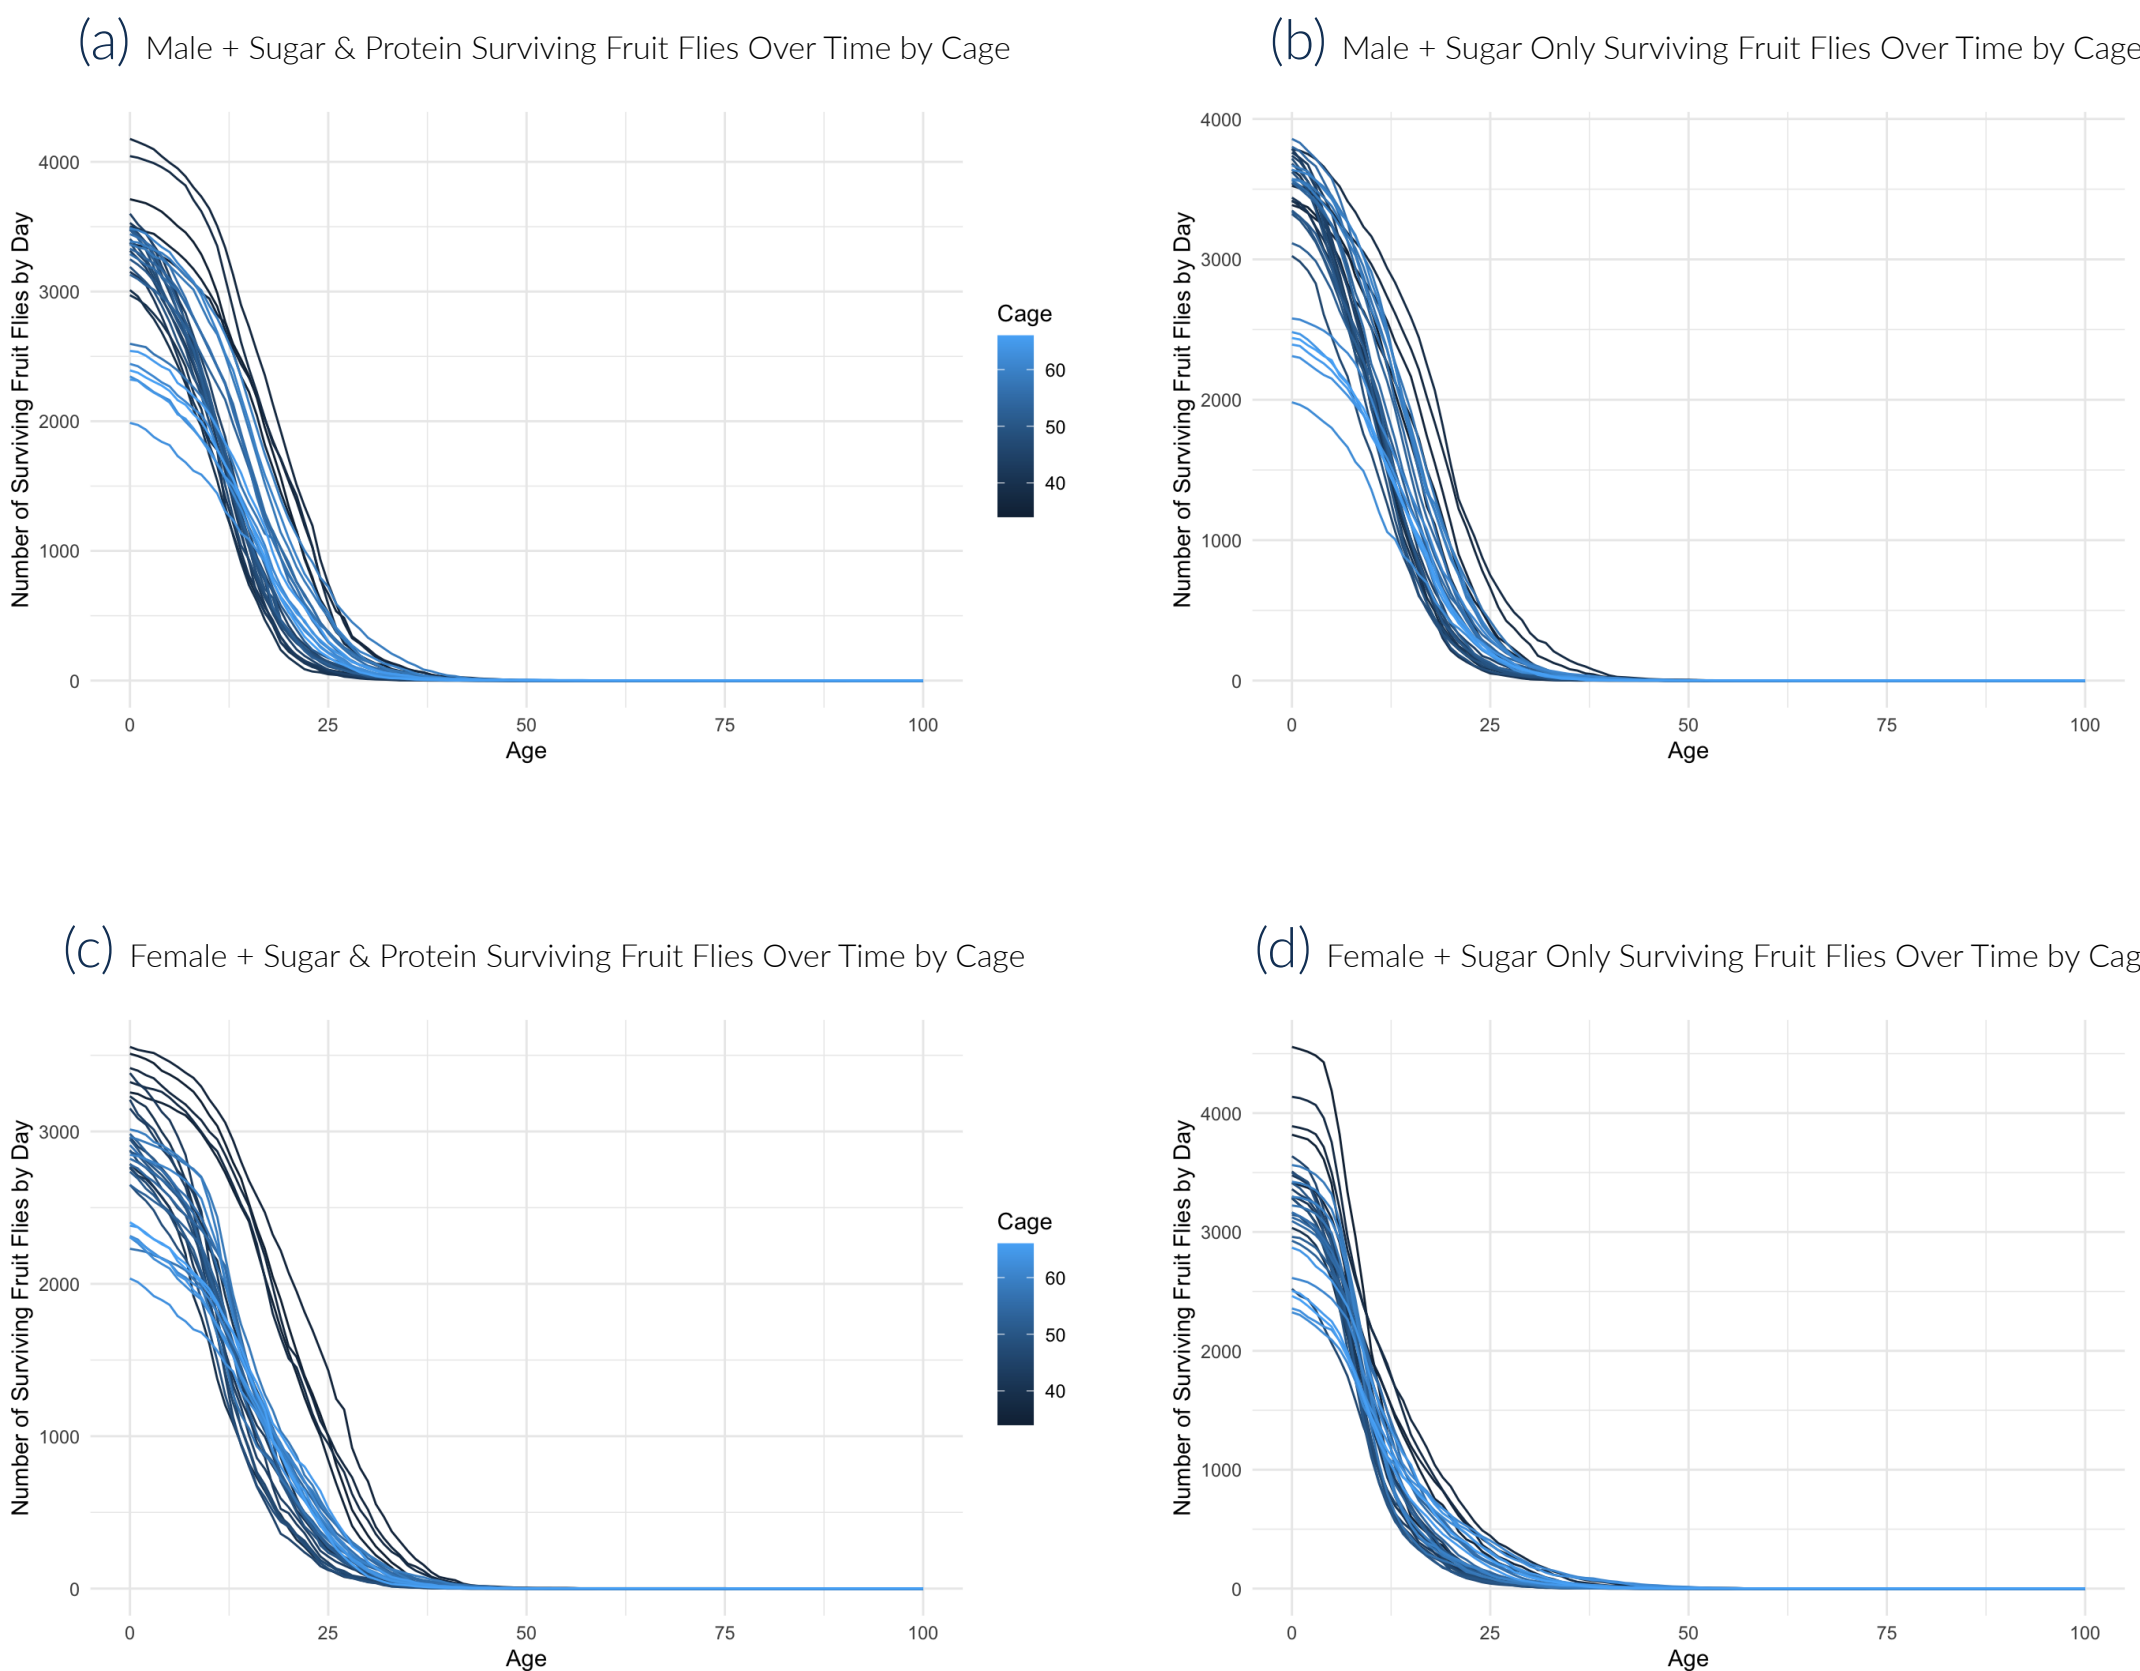 (a) Male + Sugar & Protein Surviving Fruit Flies Over Time by Cage
Number of Surviving Fruit Flies by Day
4000
3000
2000
1000
0
0 25 50 75 100
Age
Cage
60
50
40
(b) Male + Sugar Only Surviving Fruit Flies Over Time by Cage
Number of Surviving Fruit Flies by Day
4000
3000
2000
1000
0
0 25 50 75 100
Age
(c) Female + Sugar & Protein Surviving Fruit Flies Over Time by Cage
Number of Surviving Fruit Flies by Day
3000
2000
1000
0
0 25 50 75 100
Age
Cage
60
50
40
(d) Female + Sugar Only Surviving Fruit Flies Over Time by Cag
Number of Surviving Fruit Flies by Day
4000
3000
2000
1000
0
0 25 50 75 100
Age